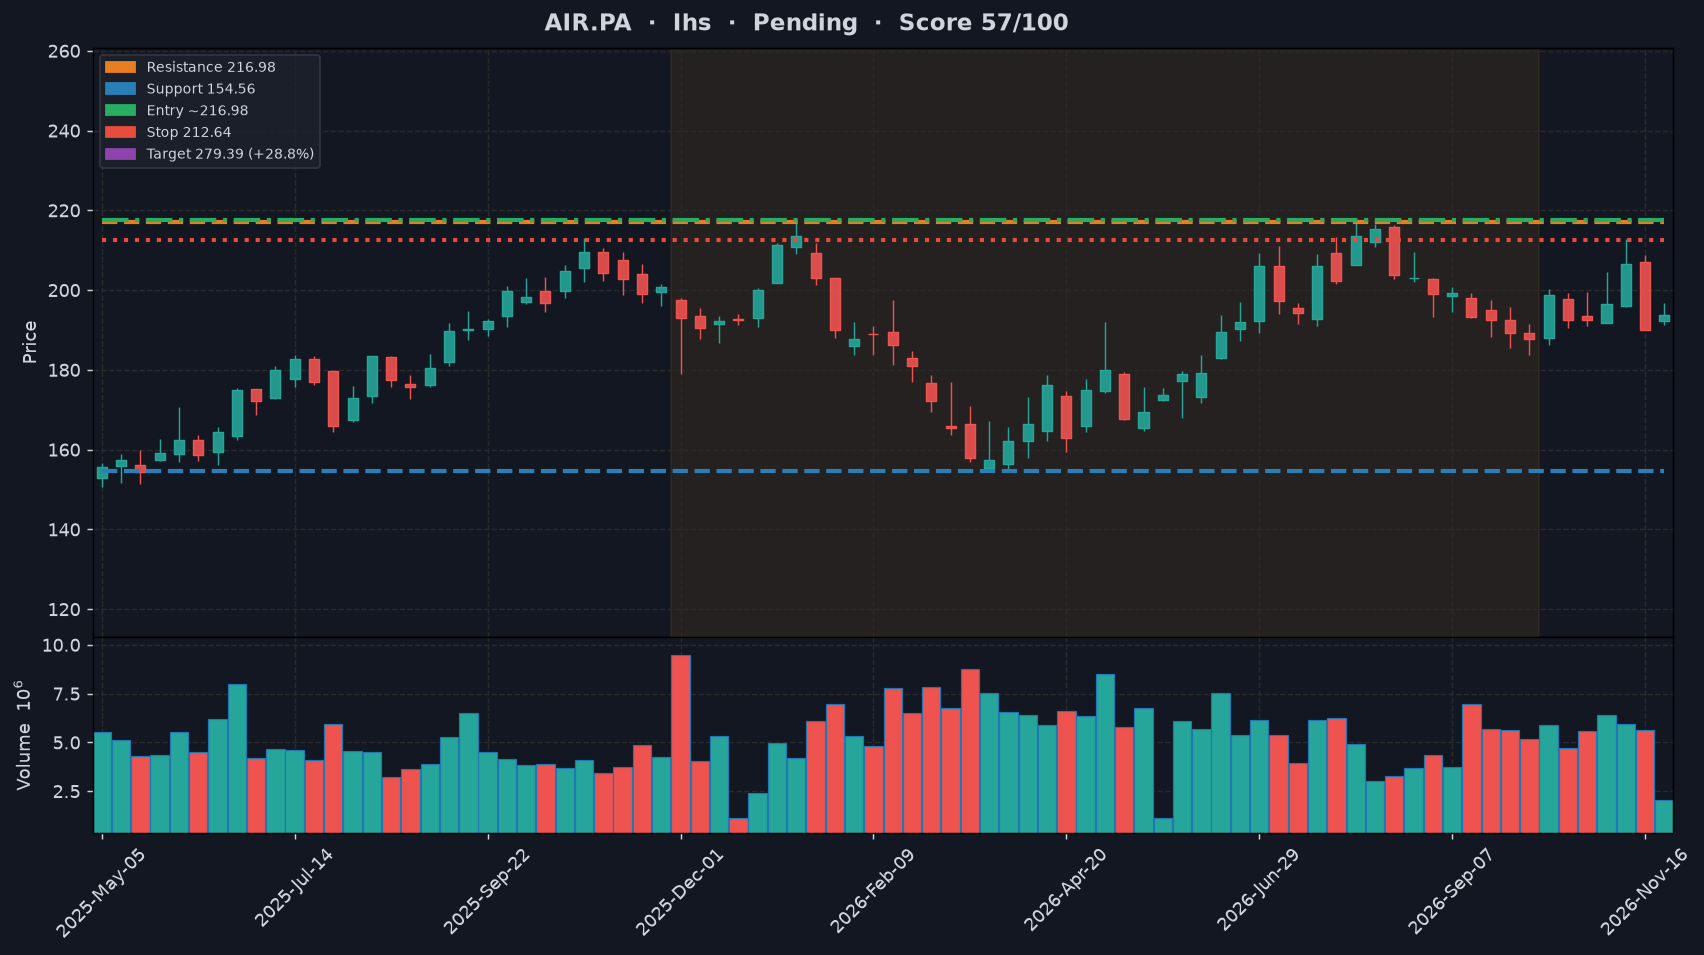 AIR.PA · Ihs · Pending · Score 57/100
Resistance 216.98
Support 154.56
Entry ~216.98
Stop 212.64
Target 279.39 (+28.8%)
260
240
220
200
180
160
140
120
Price
10.0
7.5
5.0
2.5
Volume 10⁶
2025-May-05
2025-Jul-14
2025-Sep-22
2025-Dec-01
2026-Feb-09
2026-Apr-20
2026-Jun-29
2026-Sep-07
2026-Nov-16